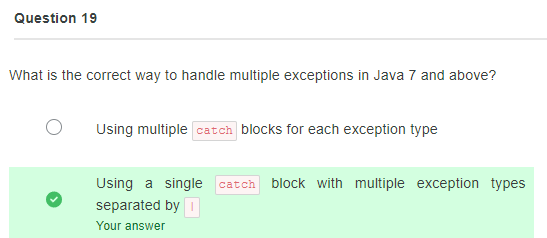 Question 19
What is the correct way to handle multiple exceptions in Java 7 and above?
Using multiple catch blocks for each exception type
Using a single catch block with multiple exception types
separated by |
Your answer